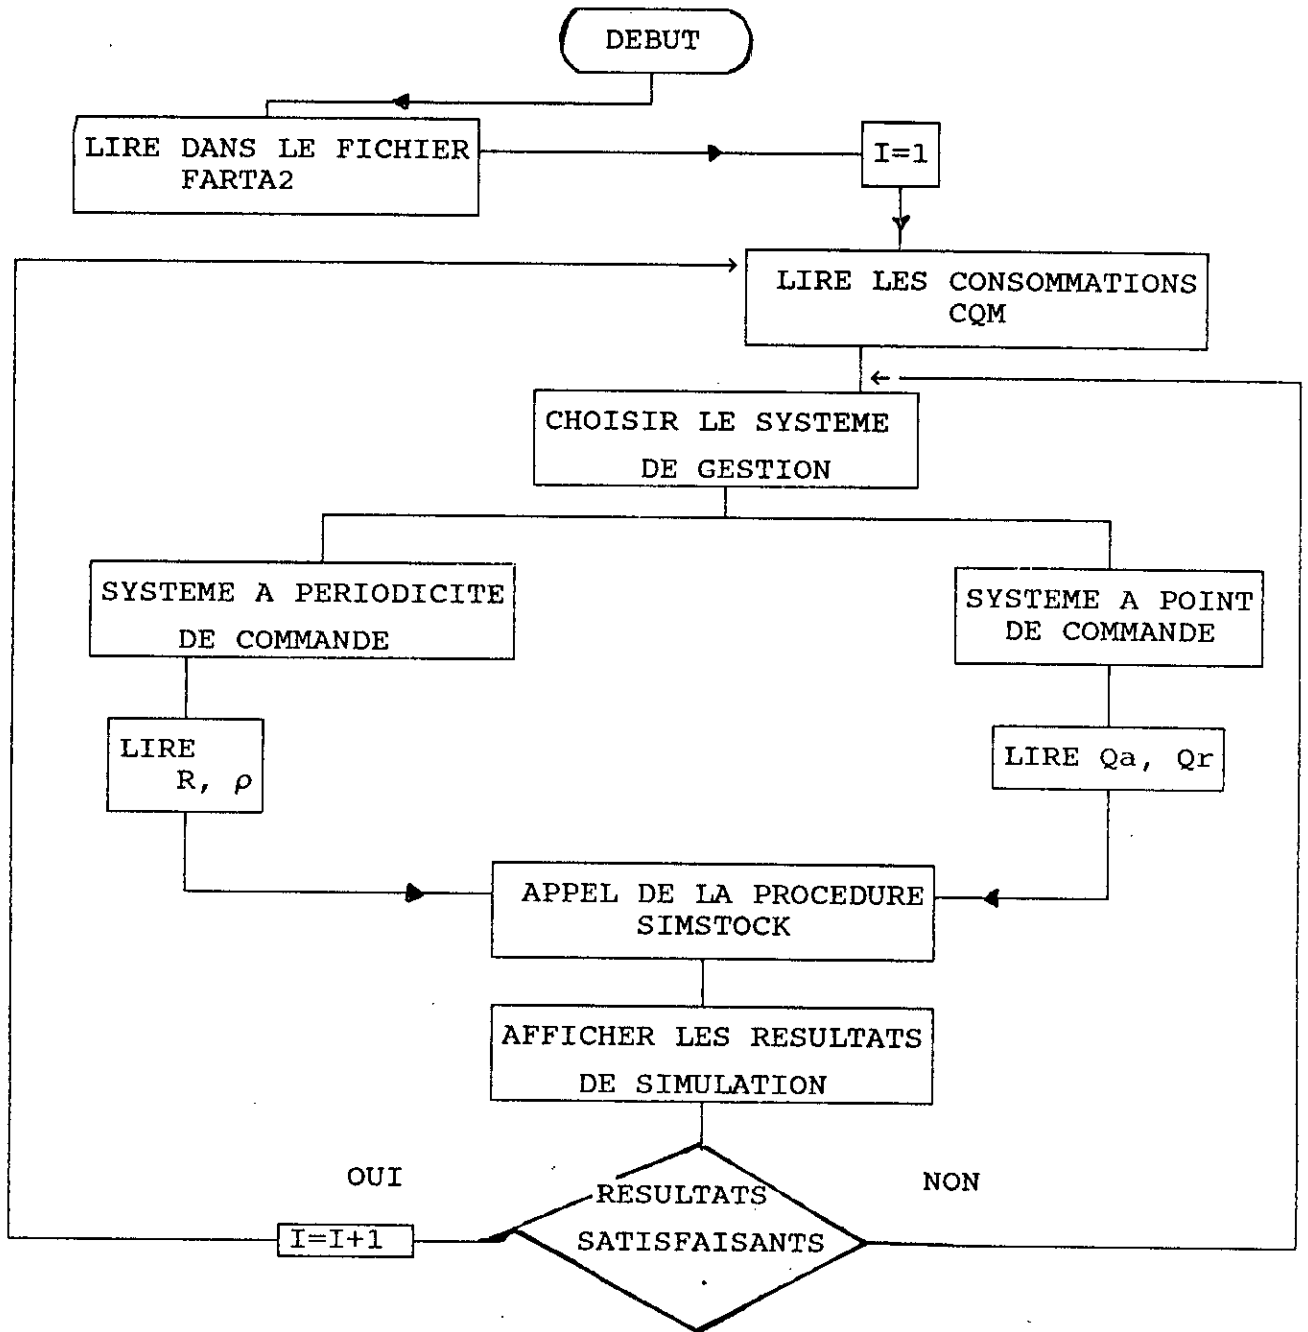 DEBUT
LIRE DANS LE FICHIER
FARTA2
I=1
LIRE LES CONSOMMATIONS
CQM
CHOISIR LE SYSTEME
DE GESTION
SYSTEME A PERIODICITE
DE COMMANDE
SYSTEME A POINT
DE COMMANDE
LIRE
R, ρ
LIRE Qa, Qr
APPEL DE LA PROCEDURE
SIMSTOCK
AFFICHER LES RESULTATS
DE SIMULATION
OUI
NON
RESULTATS
SATISFAISANTS
I=I+1